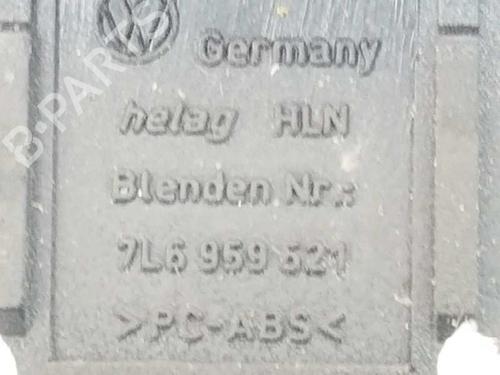 Germany
helag HLN
Blenden Nr.:
7L6 959 521
>PC-ABS<
B-PARTS